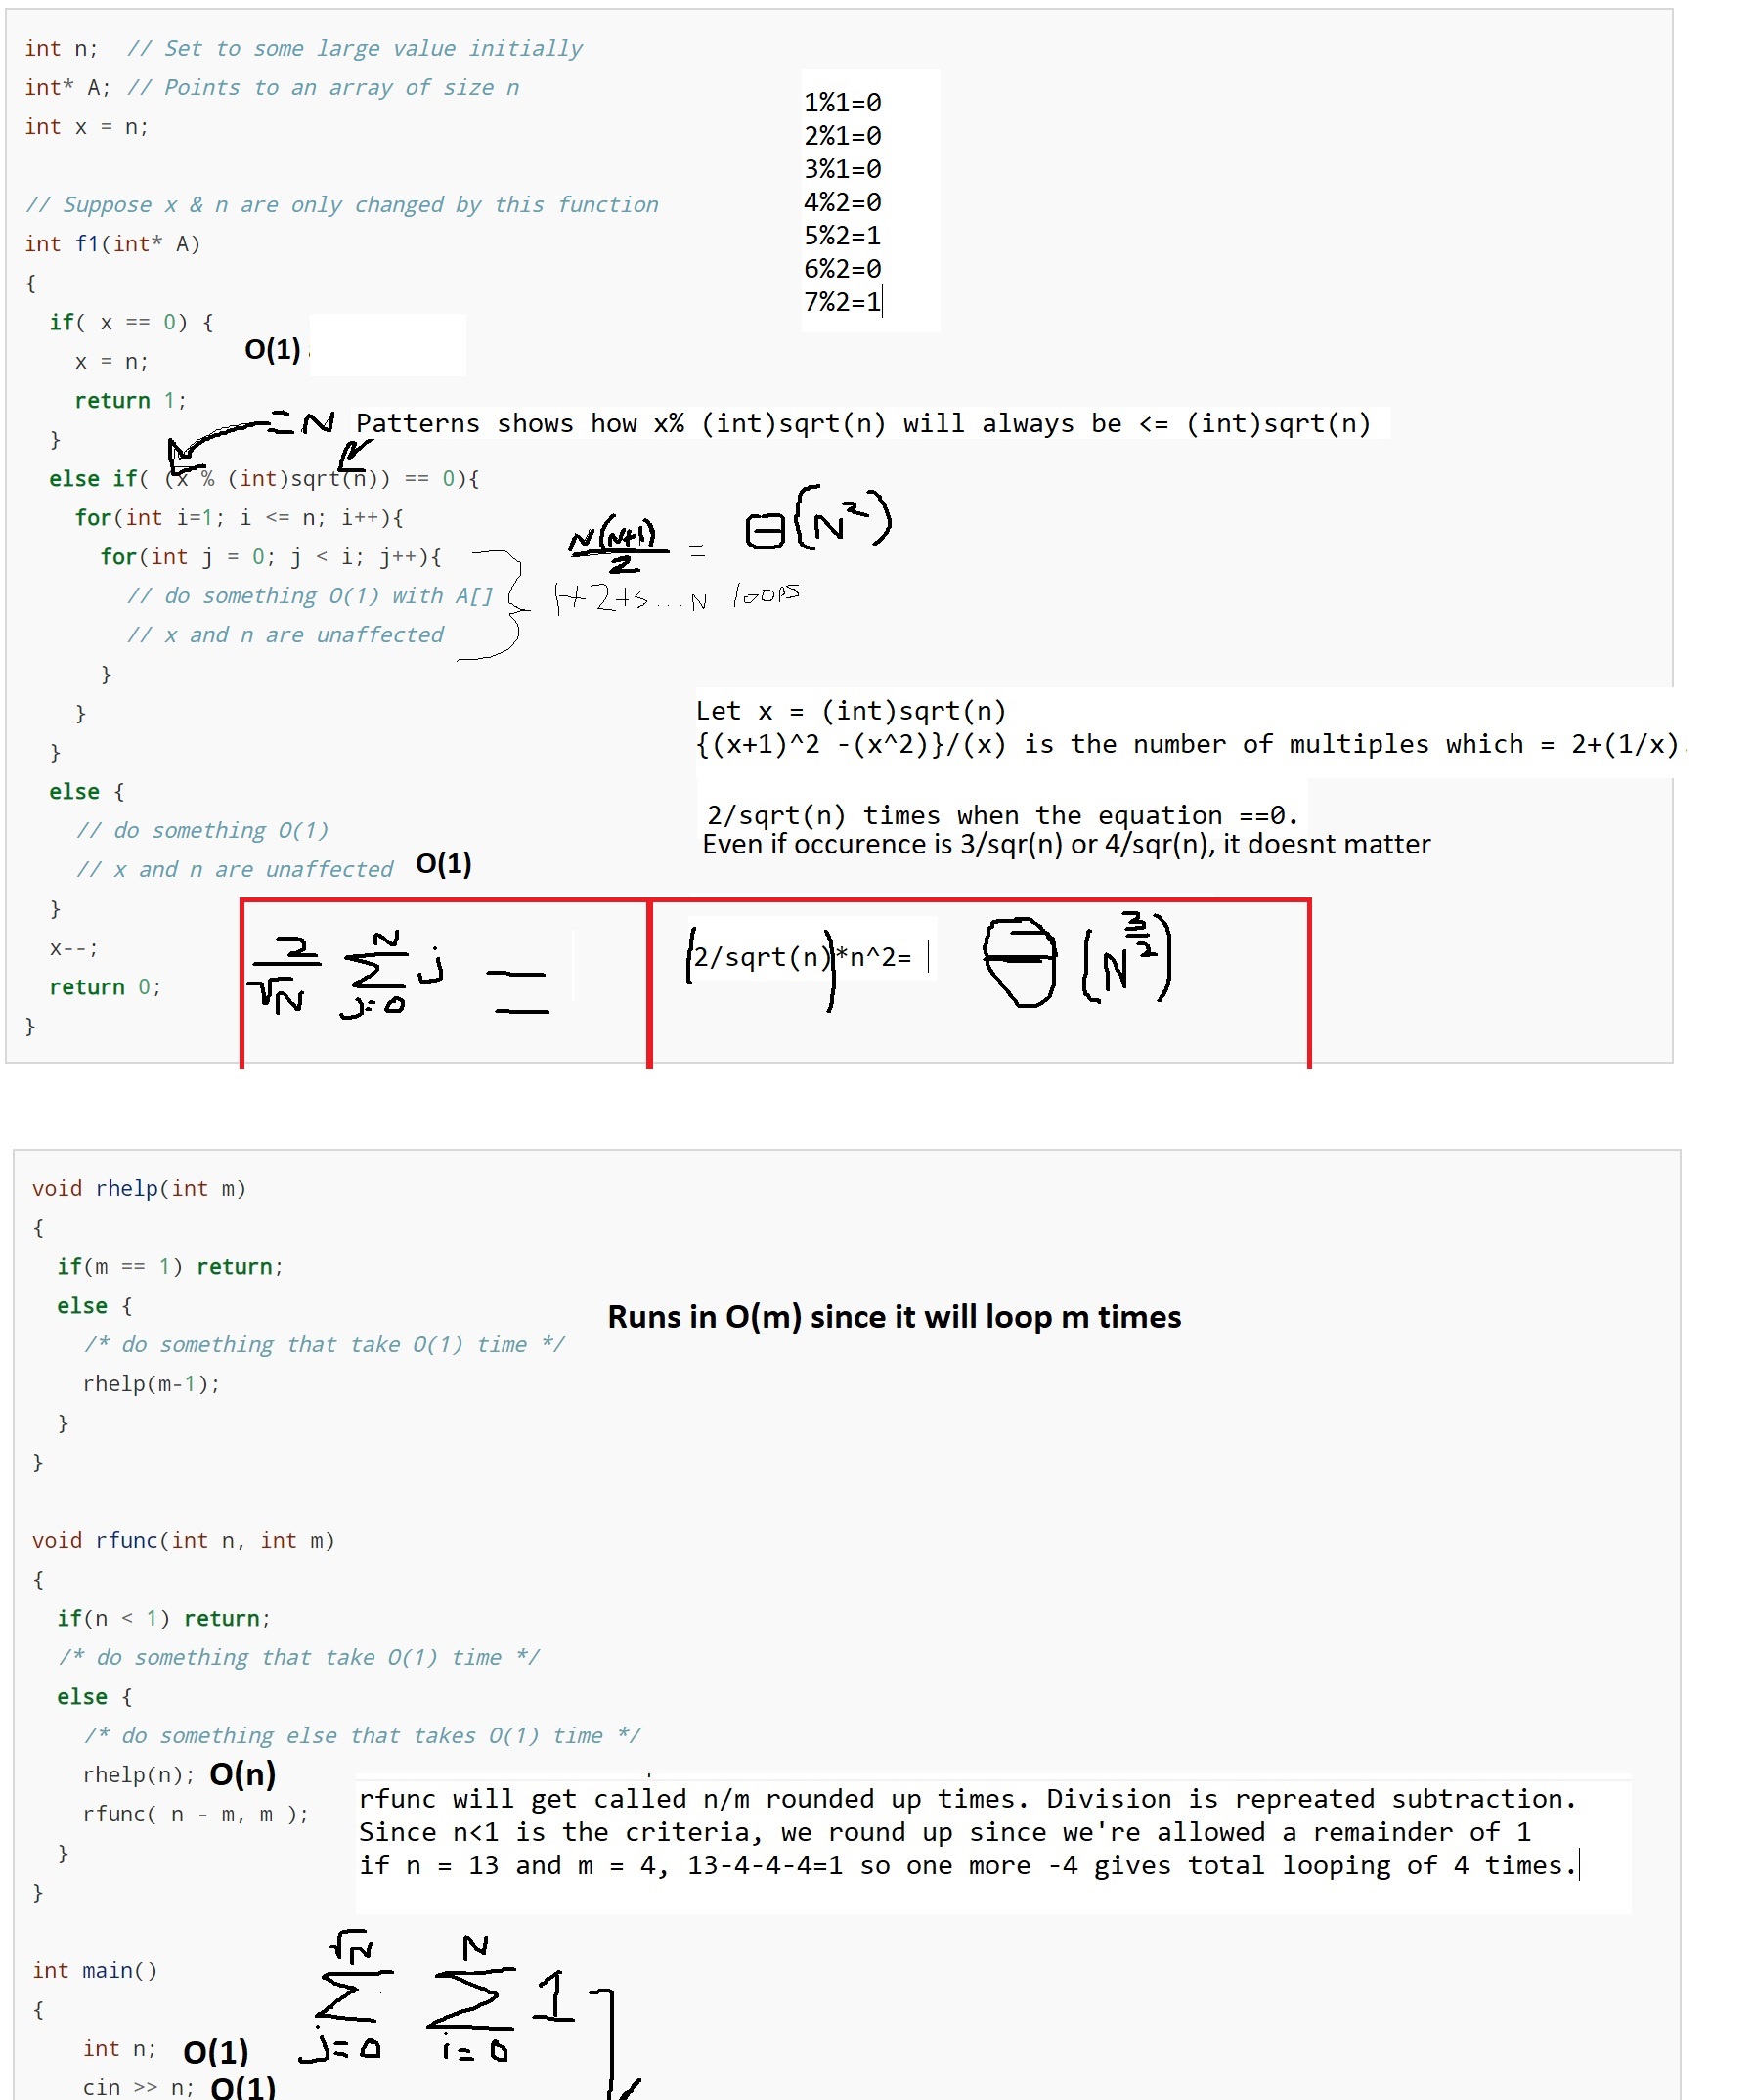 int n;  // Set to some large value initially
int* A; // Points to an array of size n
int x = n;
1%1=0
2%1=0
3%1=0
4%2=0
5%2=1
6%2=0
7%2=1
// Suppose x & n are only changed by this function
int f1(int* A)
{
if( x == 0) {
O(1)
x = n;
return 1;
}
=N Patterns shows how x% (int)sqrt(n) will always be <= (int)sqrt(n)
else if( (x % (int)sqrt(n)) == 0){
for(int i=1; i <= n; i++){
for(int j = 0; j < i; j++){
N(N+1)/2 = Θ(N^2)
// do something O(1) with A[]
1+2+3...N loops
// x and n are unaffected
}
}
}
Let x = (int)sqrt(n)
{(x+1)^2 -(x^2)}/(x) is the number of multiples which = 2+(1/x).
else {
2/sqrt(n) times when the equation ==0.
// do something O(1)
Even if occurence is 3/sqr(n) or 4/sqr(n), it doesnt matter
// x and n are unaffected O(1)
}
x--;
return 0;
}
2/√N Σ N j=0 j =
(2/sqrt(n))*n^2= Θ(N^3/2)
void rhelp(int m)
{
if(m == 1) return;
else {
Runs in O(m) since it will loop m times
/* do something that take O(1) time */
rhelp(m-1);
}
}
void rfunc(int n, int m)
{
if(n < 1) return;
/* do something that take O(1) time */
else {
/* do something else that takes O(1) time */
rhelp(n); O(n)
rfunc( n - m, m );
rfunc will get called n/m rounded up times. Division is repreated subtraction.
Since n<1 is the criteria, we round up since we're allowed a remainder of 1
if n = 13 and m = 4, 13-4-4-4=1 so one more -4 gives total looping of 4 times.
}
}
√N N
int main()
Σ Σ 1
{
j=0 i=0
int n; O(1)
cin >> n; O(1)